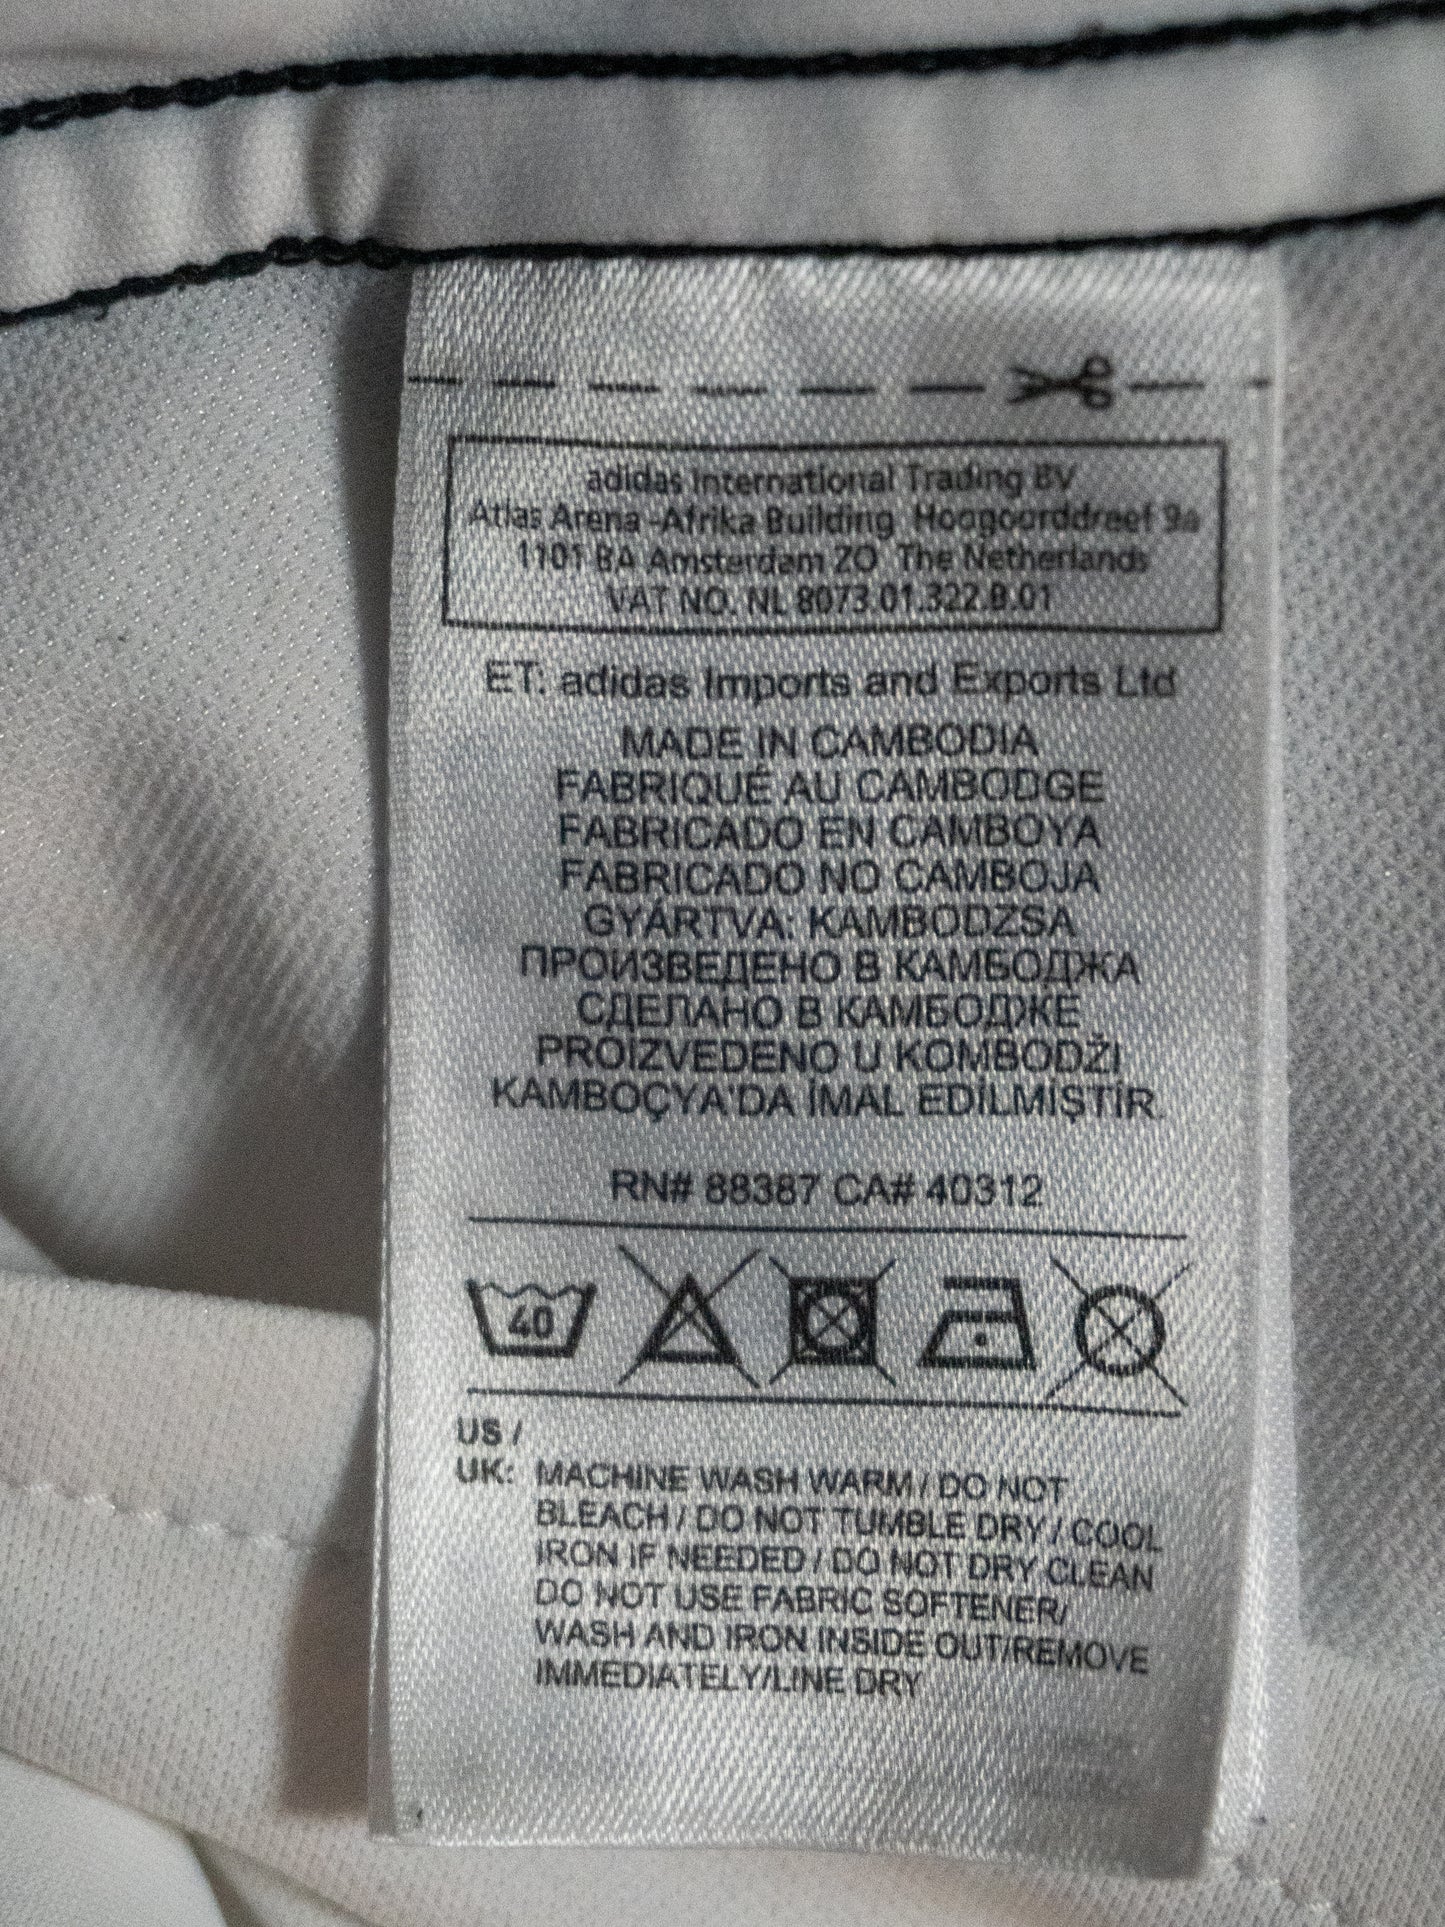 adidas International Trading BV
Atlas Arena-Afrika Building Hoogoorddreef 9a
1101 BA Amsterdam ZO The Netherlands
VAT NO. NL 8073.01.322.B.01
ET: adidas Imports and Exports Ltd
MADE IN CAMBODIA
FABRIQUÉ AU CAMBODGE
FABRICADO EN CAMBOYA
FABRICADO NO CAMBOJA
GYÁRTVA: KAMBODZSA
ПРОИЗВЕДЕНО В КАМБОДЖА
СДЕЛАНО В КАМБОДЖЕ
PROIZVEDENO U KOMBODŽI
KAMBOÇYA'DA İMAL EDİLMİŞTİR
RN# 88387 CA# 40312
40
US /
UK: MACHINE WASH WARM / DO NOT
BLEACH / DO NOT TUMBLE DRY / COOL
IRON IF NEEDED / DO NOT DRY CLEAN
DO NOT USE FABRIC SOFTENER/
WASH AND IRON INSIDE OUT/REMOVE
IMMEDIATELY/LINE DRY